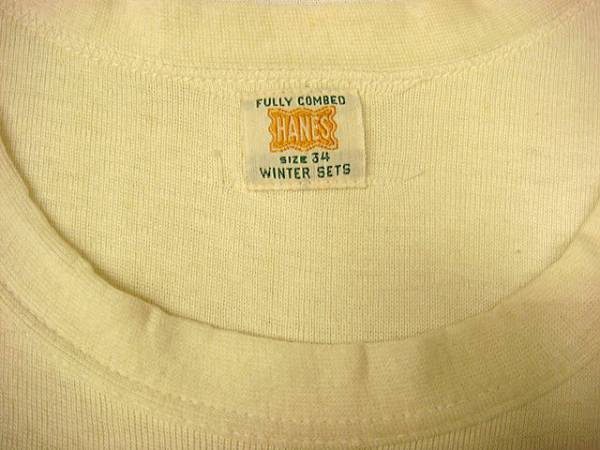 FULLY COMBED
HANES
SIZE 34
WINTER SETS